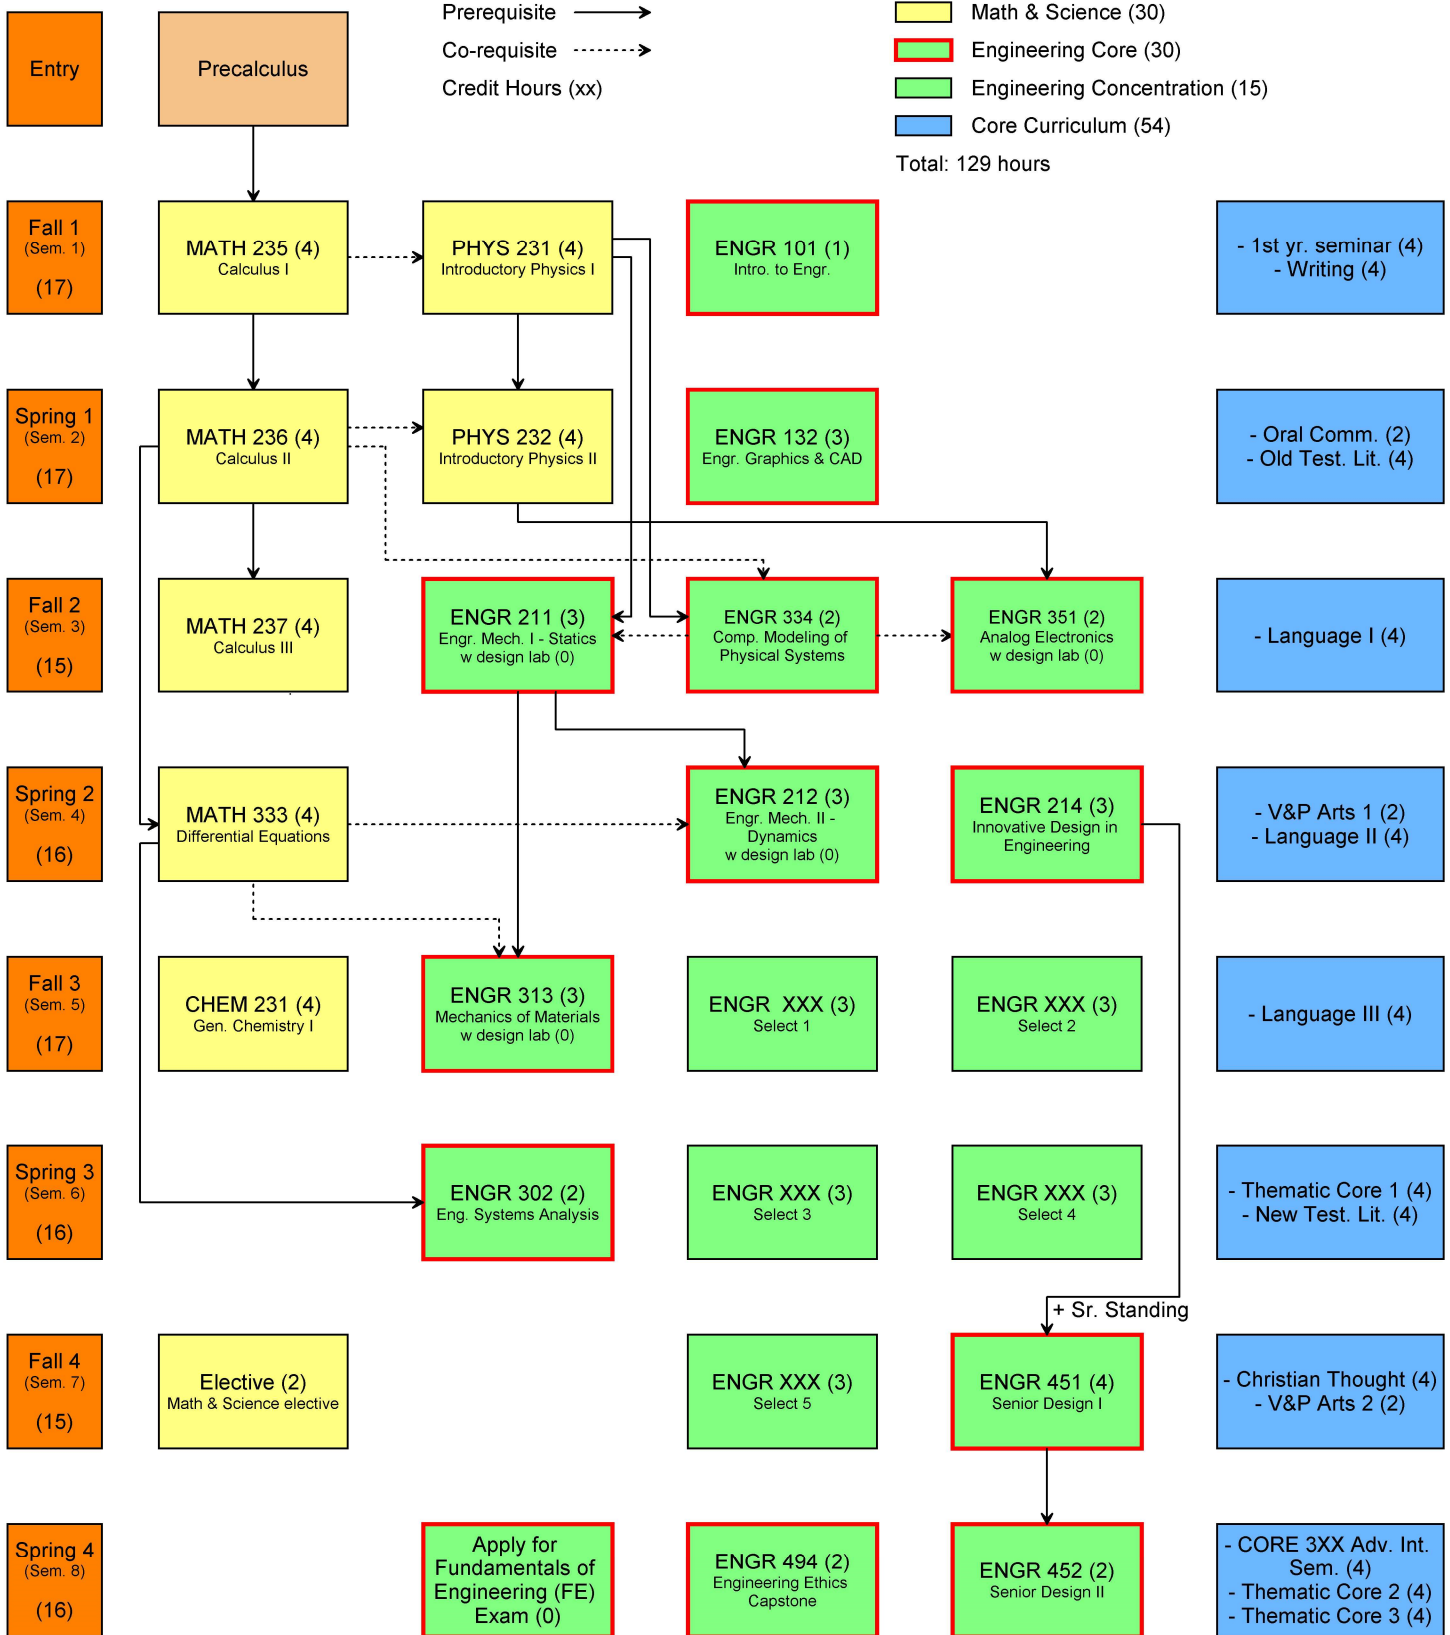 Entry
Precalculus
Prerequisite
Co-requisite
Credit Hours (xx)
Math & Science (30)
Engineering Core (30)
Engineering Concentration (15)
Core Curriculum (54)
Total: 129 hours
Fall 1
(Sem. 1)
(17)
MATH 235 (4)
Calculus I
PHYS 231 (4)
Introductory Physics I
ENGR 101 (1)
Intro. to Engr.
- 1st yr. seminar (4)
- Writing (4)
Spring 1
(Sem. 2)
(17)
MATH 236 (4)
Calculus II
PHYS 232 (4)
Introductory Physics II
ENGR 132 (3)
Engr. Graphics & CAD
- Oral Comm. (2)
- Old Test. Lit. (4)
Fall 2
(Sem. 3)
(15)
MATH 237 (4)
Calculus III
ENGR 211 (3)
Engr. Mech. I - Statics
w design lab (0)
ENGR 334 (2)
Comp. Modeling of
Physical Systems
ENGR 351 (2)
Analog Electronics
w design lab (0)
- Language I (4)
Spring 2
(Sem. 4)
(16)
MATH 333 (4)
Differential Equations
ENGR 212 (3)
Engr. Mech. II -
Dynamics
w design lab (0)
ENGR 214 (3)
Innovative Design in
Engineering
- V&P Arts 1 (2)
- Language II (4)
Fall 3
(Sem. 5)
(17)
CHEM 231 (4)
Gen. Chemistry I
ENGR 313 (3)
Mechanics of Materials
w design lab (0)
ENGR XXX (3)
Select 1
ENGR XXX (3)
Select 2
- Language III (4)
Spring 3
(Sem. 6)
(16)
ENGR 302 (2)
Eng. Systems Analysis
ENGR XXX (3)
Select 3
ENGR XXX (3)
Select 4
- Thematic Core 1 (4)
- New Test. Lit. (4)
+ Sr. Standing
Fall 4
(Sem. 7)
(15)
Elective (2)
Math & Science elective
ENGR XXX (3)
Select 5
ENGR 451 (4)
Senior Design I
- Christian Thought (4)
- V&P Arts 2 (2)
Spring 4
(Sem. 8)
(16)
Apply for
Fundamentals of
Engineering (FE)
Exam (0)
ENGR 494 (2)
Engineering Ethics
Capstone
ENGR 452 (2)
Senior Design II
- CORE 3XX Adv. Int.
Sem. (4)
- Thematic Core 2 (4)
- Thematic Core 3 (4)